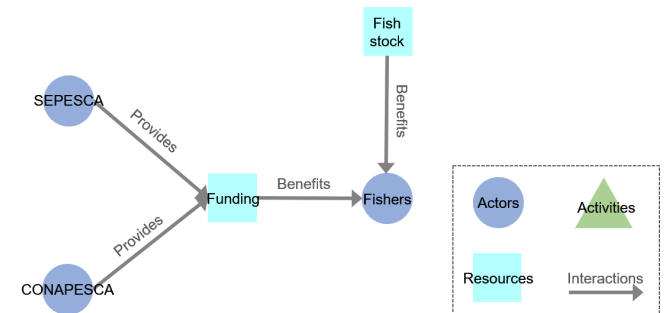 Fish
stock
SEPESCA
Provides
Benefits
Funding
Benefits
Fishers
Provides
CONAPESCA
Actors
Activities
Resources
Interactions